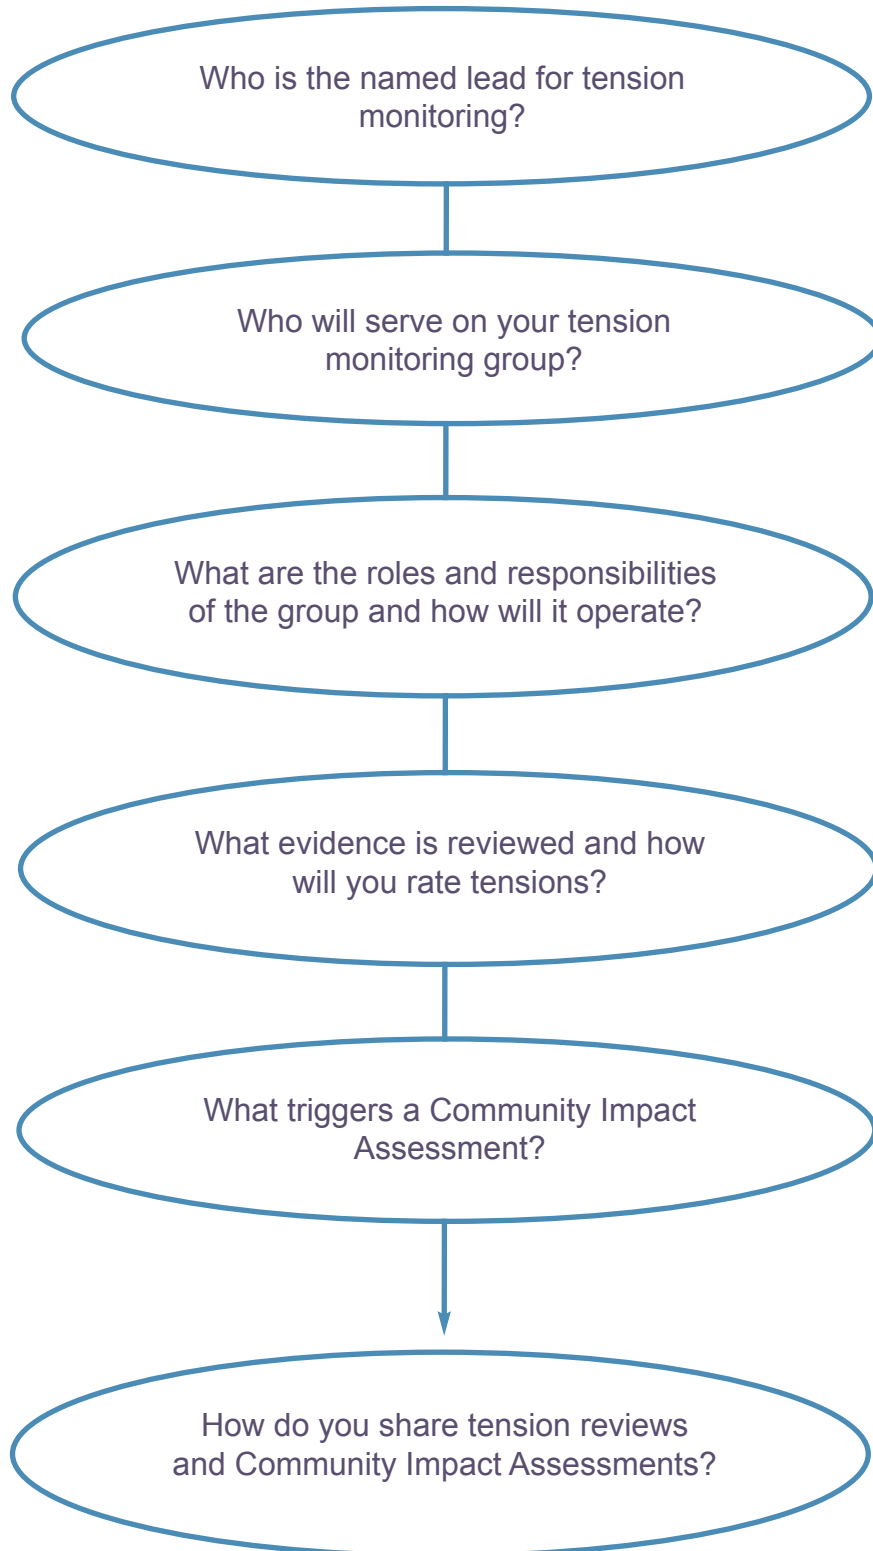 Who is the named lead for tension
monitoring?
Who will serve on your tension
monitoring group?
What are the roles and responsibilities
of the group and how will it operate?
What evidence is reviewed and how
will you rate tensions?
What triggers a Community Impact
Assessment?
How do you share tension reviews
and Community Impact Assessments?